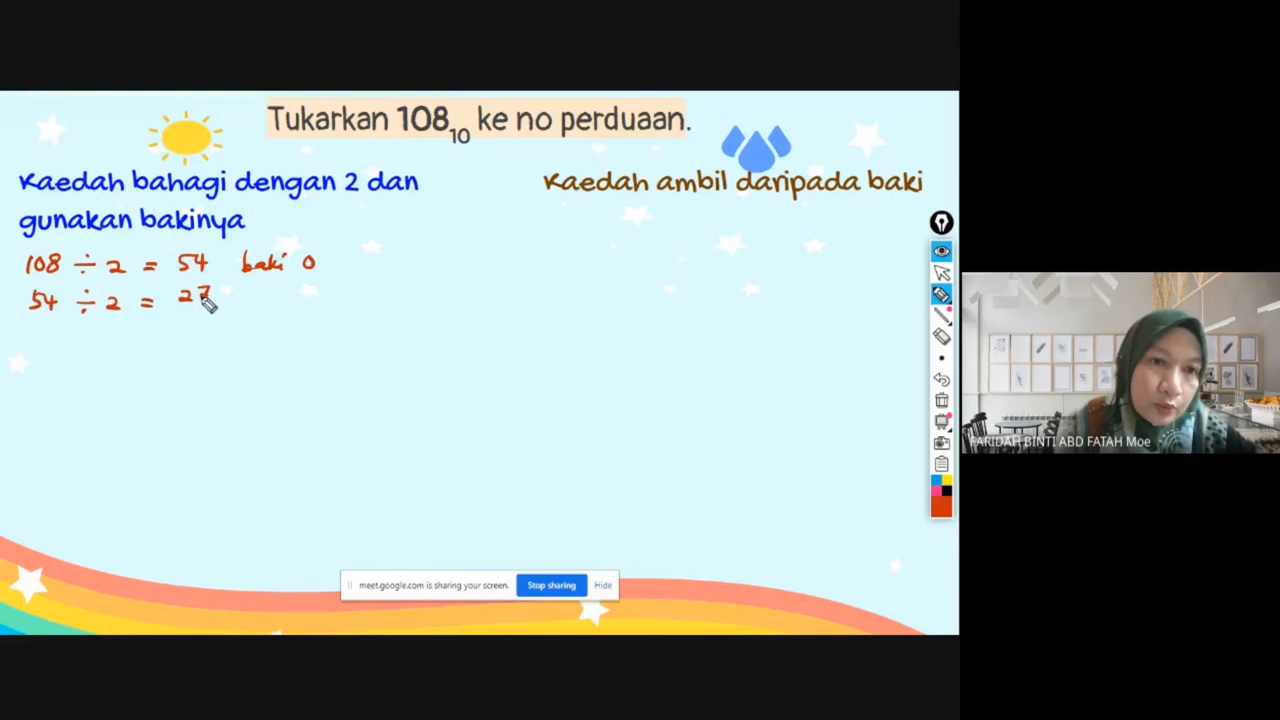 Tukarkan 108₁₀ ke no perduaan.
Kaedah bahagi dengan 2 dan
gunakan bakinya
108 ÷ 2 = 54 baki 0
54 ÷ 2 = 27
Kaedah ambil daripada baki
FARIDAH BINTI ABD FATAH Moe
meet.google.com is sharing your screen. Stop sharing Hide